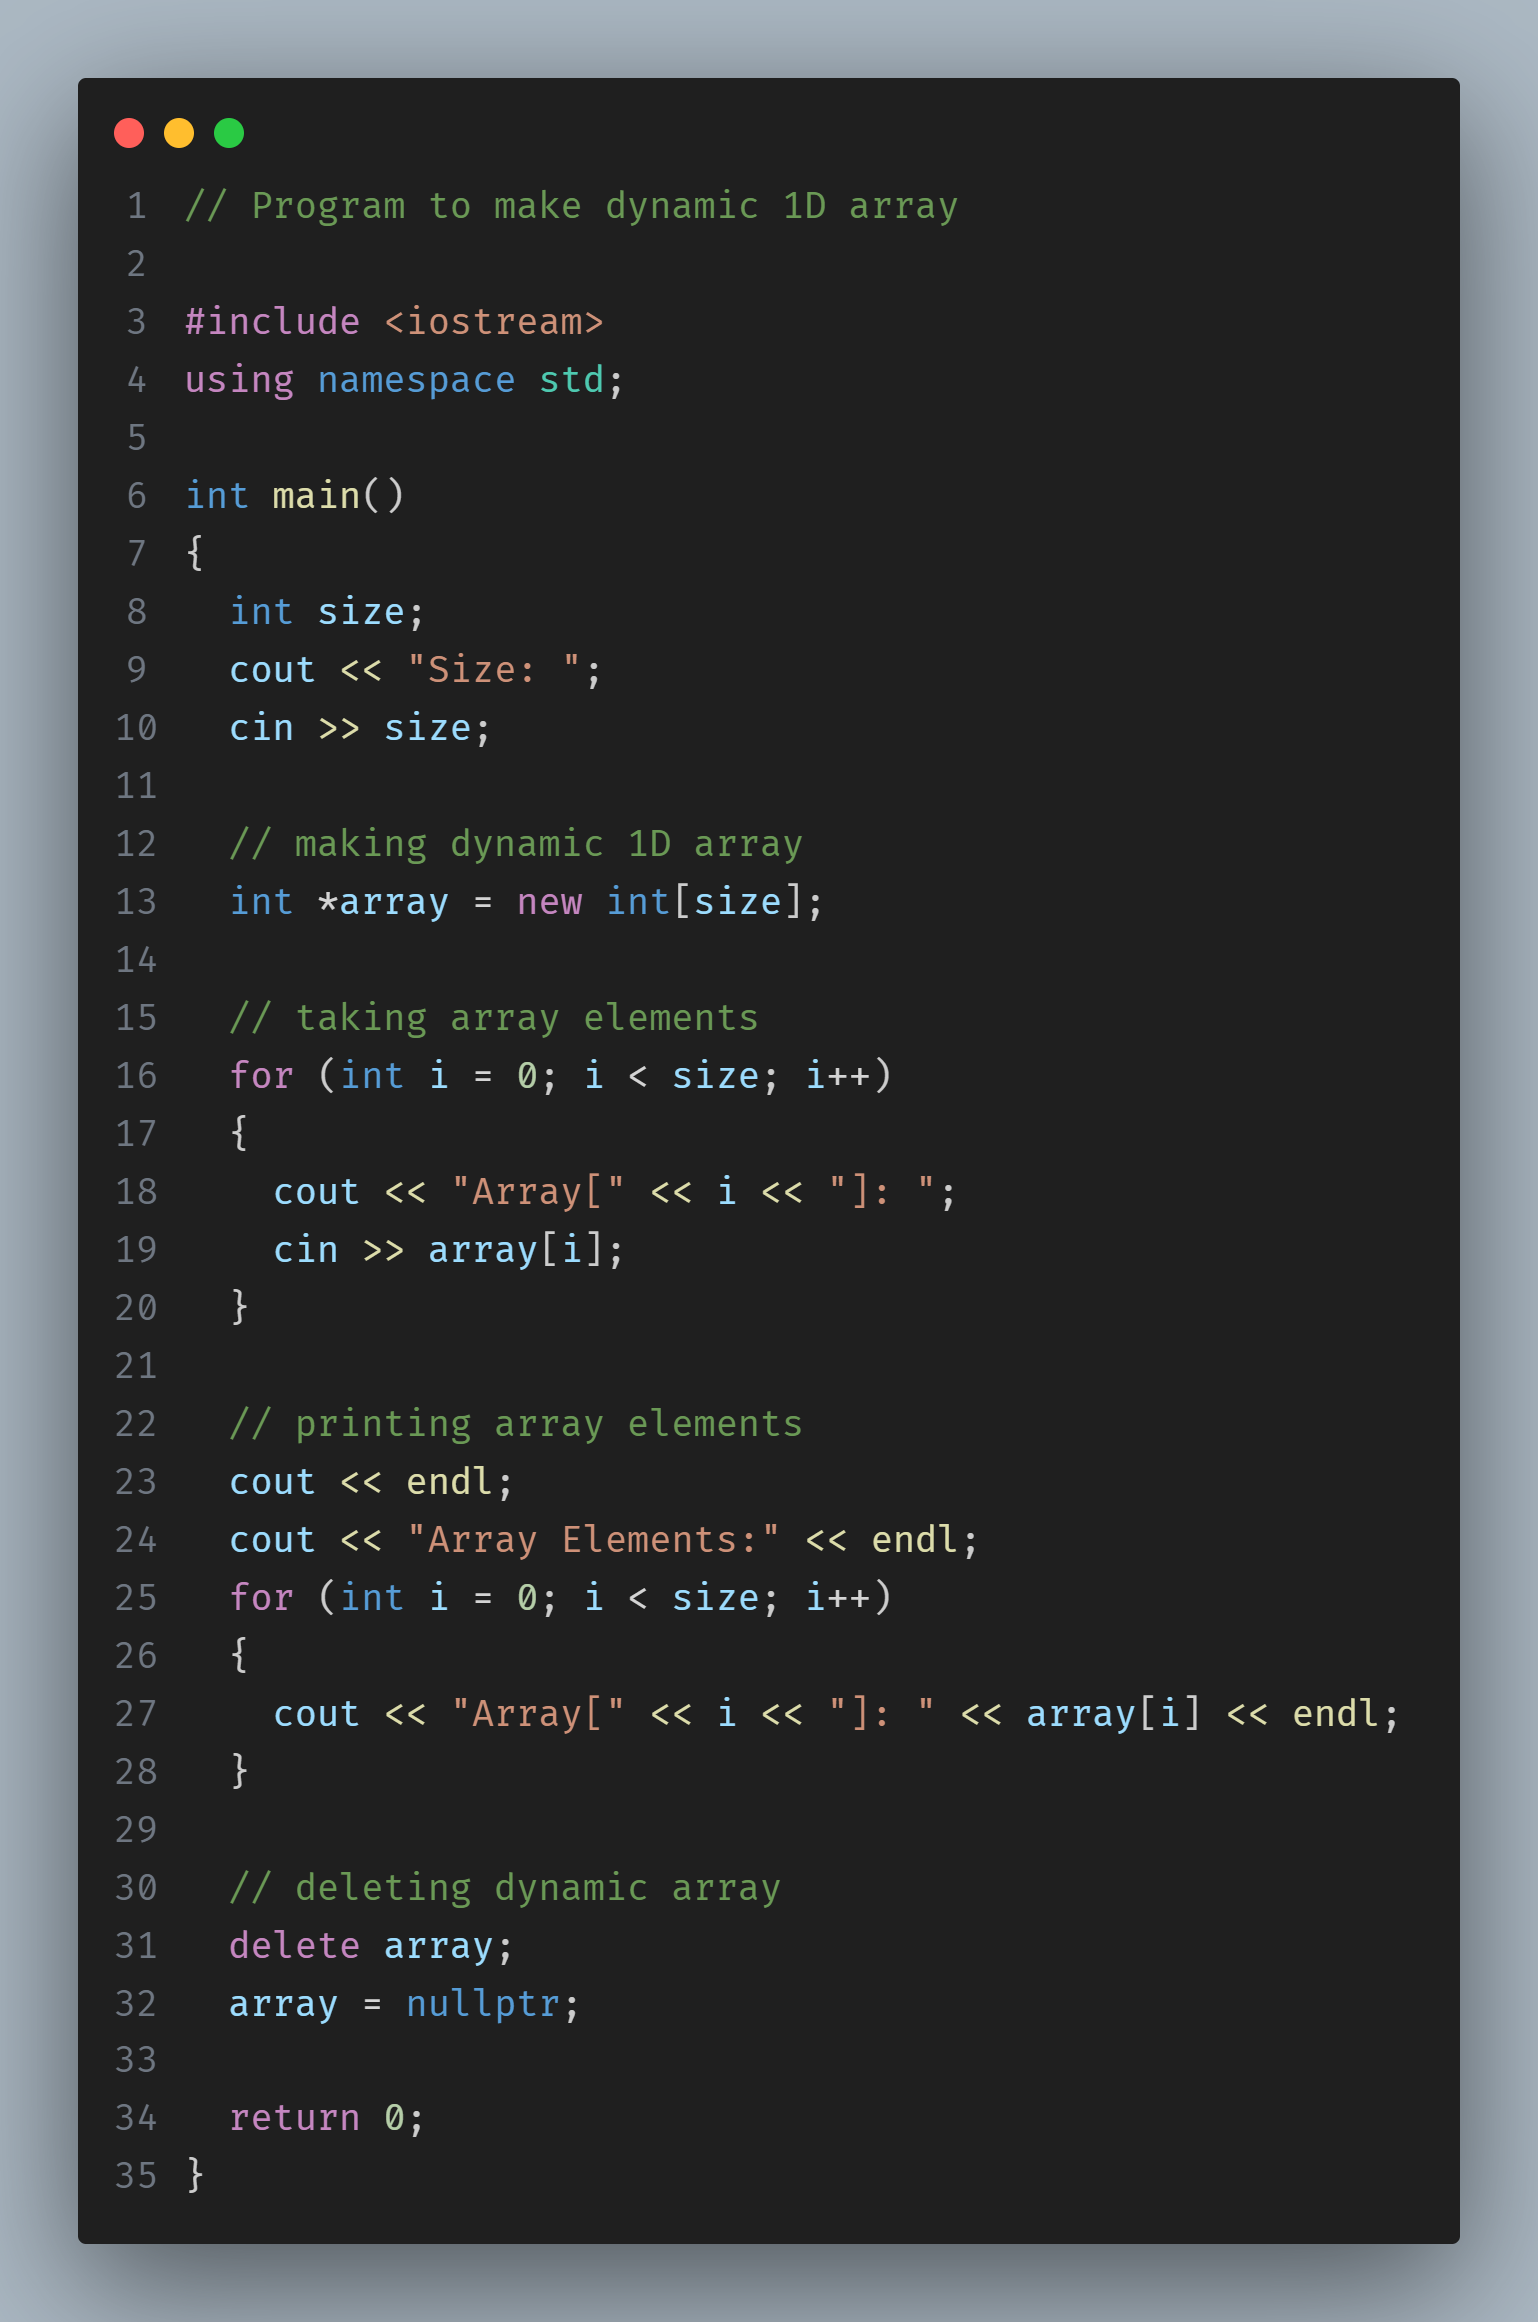 1 // Program to make dynamic 1D array
2
3 #include <iostream>
4 using namespace std;
5
6 int main()
7 {
8   int size;
9   cout << "Size: ";
10   cin >> size;
11
12   // making dynamic 1D array
13   int *array = new int[size];
14
15   // taking array elements
16   for (int i = 0; i < size; i++)
17   {
18     cout << "Array[" << i << "]: ";
19     cin >> array[i];
20   }
21
22   // printing array elements
23   cout << endl;
24   cout << "Array Elements:" << endl;
25   for (int i = 0; i < size; i++)
26   {
27     cout << "Array[" << i << "]: " << array[i] << endl;
28   }
29
30   // deleting dynamic array
31   delete array;
32   array = nullptr;
33
34   return 0;
35 }